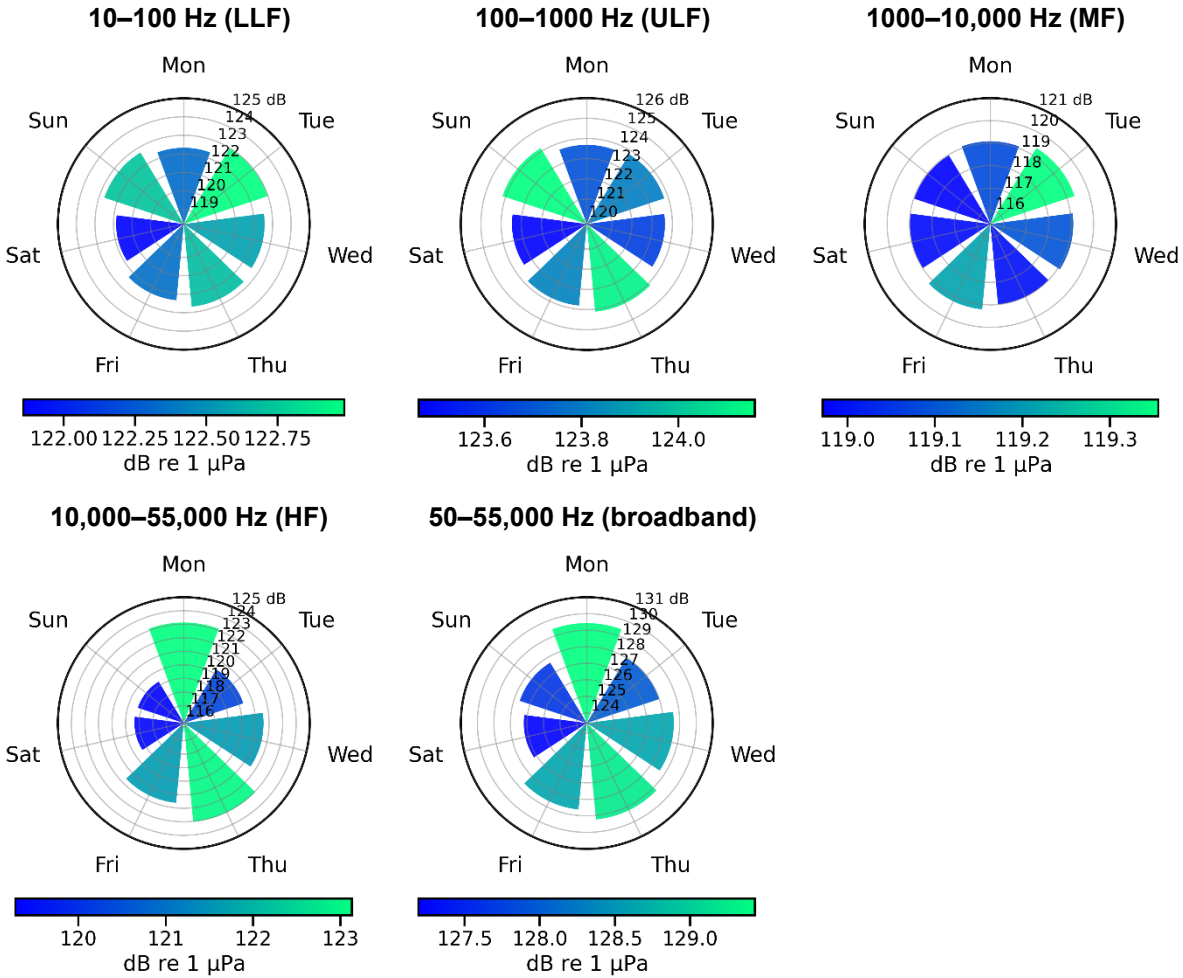 10–100 Hz (LLF)
Mon
Sun
Tue
125 dB
124
123
122
121
120
119
Sat
Wed
Fri
Thu
122.00 122.25 122.50 122.75
dB re 1 µPa
100–1000 Hz (ULF)
Mon
Sun
Tue
126 dB
125
124
123
122
121
120
Sat
Wed
Fri
Thu
123.6 123.8 124.0
dB re 1 µPa
1000–10,000 Hz (MF)
Mon
Sun
Tue
121 dB
120
119
118
117
116
Sat
Wed
Fri
Thu
119.0 119.1 119.2 119.3
dB re 1 µPa
10,000–55,000 Hz (HF)
Mon
Sun
Tue
125 dB
124
123
122
121
120
119
118
117
116
Sat
Wed
Fri
Thu
120 121 122 123
dB re 1 µPa
50–55,000 Hz (broadband)
Mon
Sun
Tue
131 dB
130
129
128
127
126
125
124
Sat
Wed
Fri
Thu
127.5 128.0 128.5 129.0
dB re 1 µPa